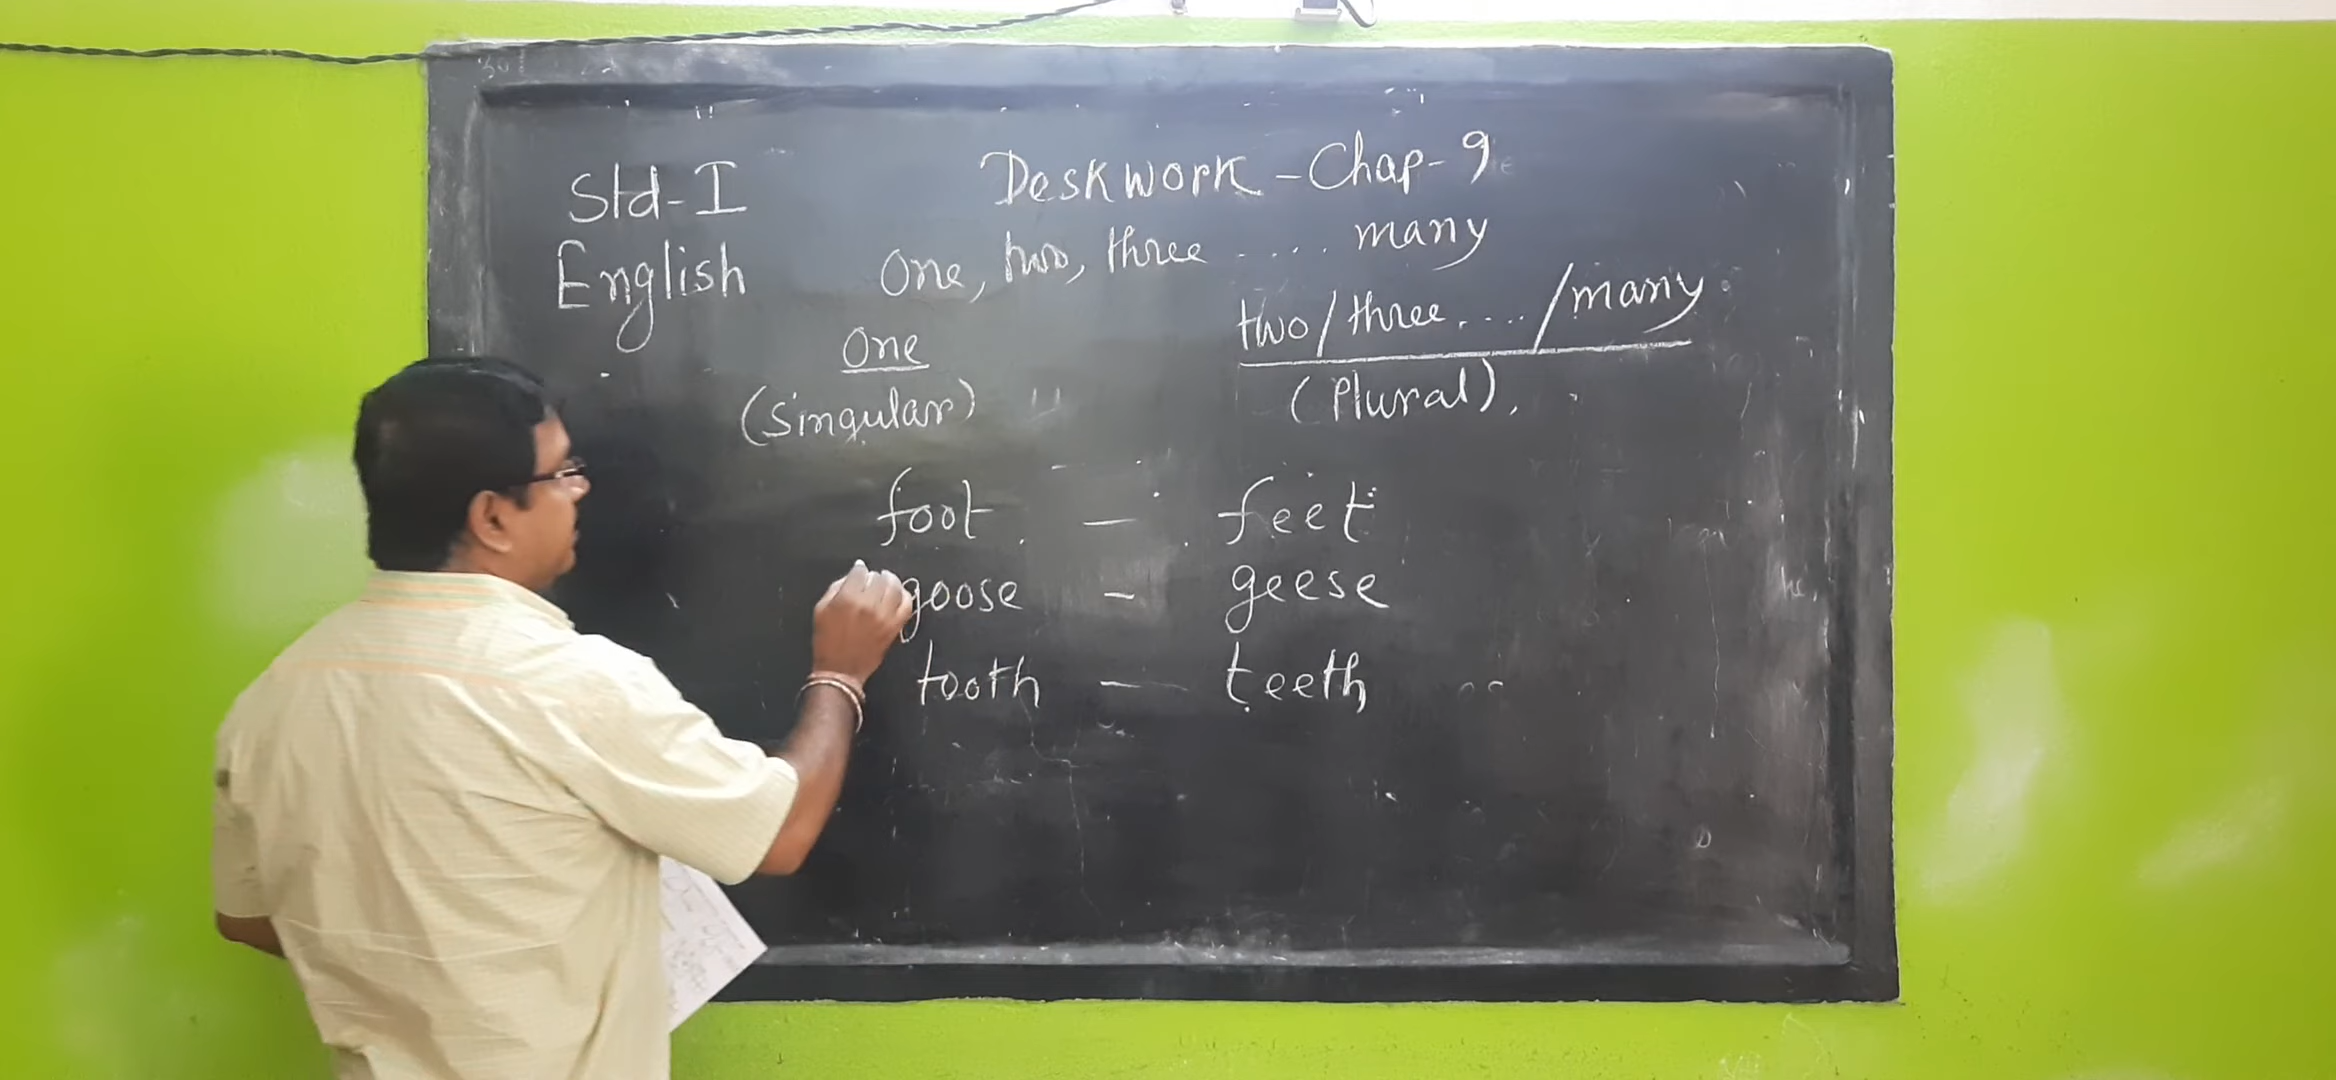 Std-I
English
Deskwork - Chap-9
One, two, three .... many
One
(Singular)
two/three..../many
(Plural).
foot - feet
goose - geese
tooth - teeth